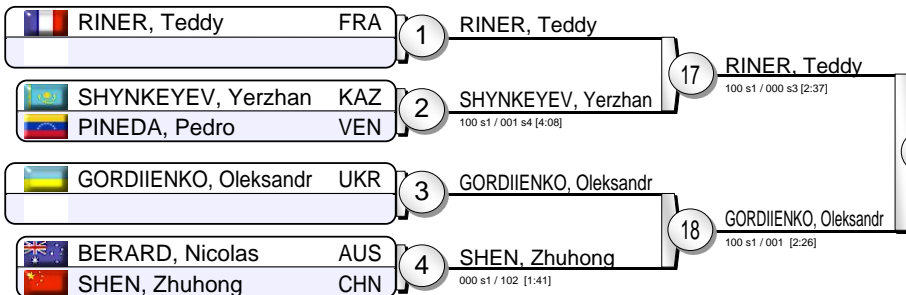 RINER, Teddy FRA
1
RINER, Teddy
SHYNKEYEV, Yerzhan KAZ
PINEDA, Pedro VEN
2
SHYNKEYEV, Yerzhan
100 s1 / 001 s4 [4:08]
17
RINER, Teddy
100 s1 / 000 s3 [2:37]
GORDIIENKO, Oleksandr UKR
3
GORDIIENKO, Oleksandr
BERARD, Nicolas AUS
SHEN, Zhuhong CHN
4
SHEN, Zhuhong
000 s1 / 102 [1:41]
18
GORDIIENKO, Oleksandr
100 s1 / 001 [2:26]